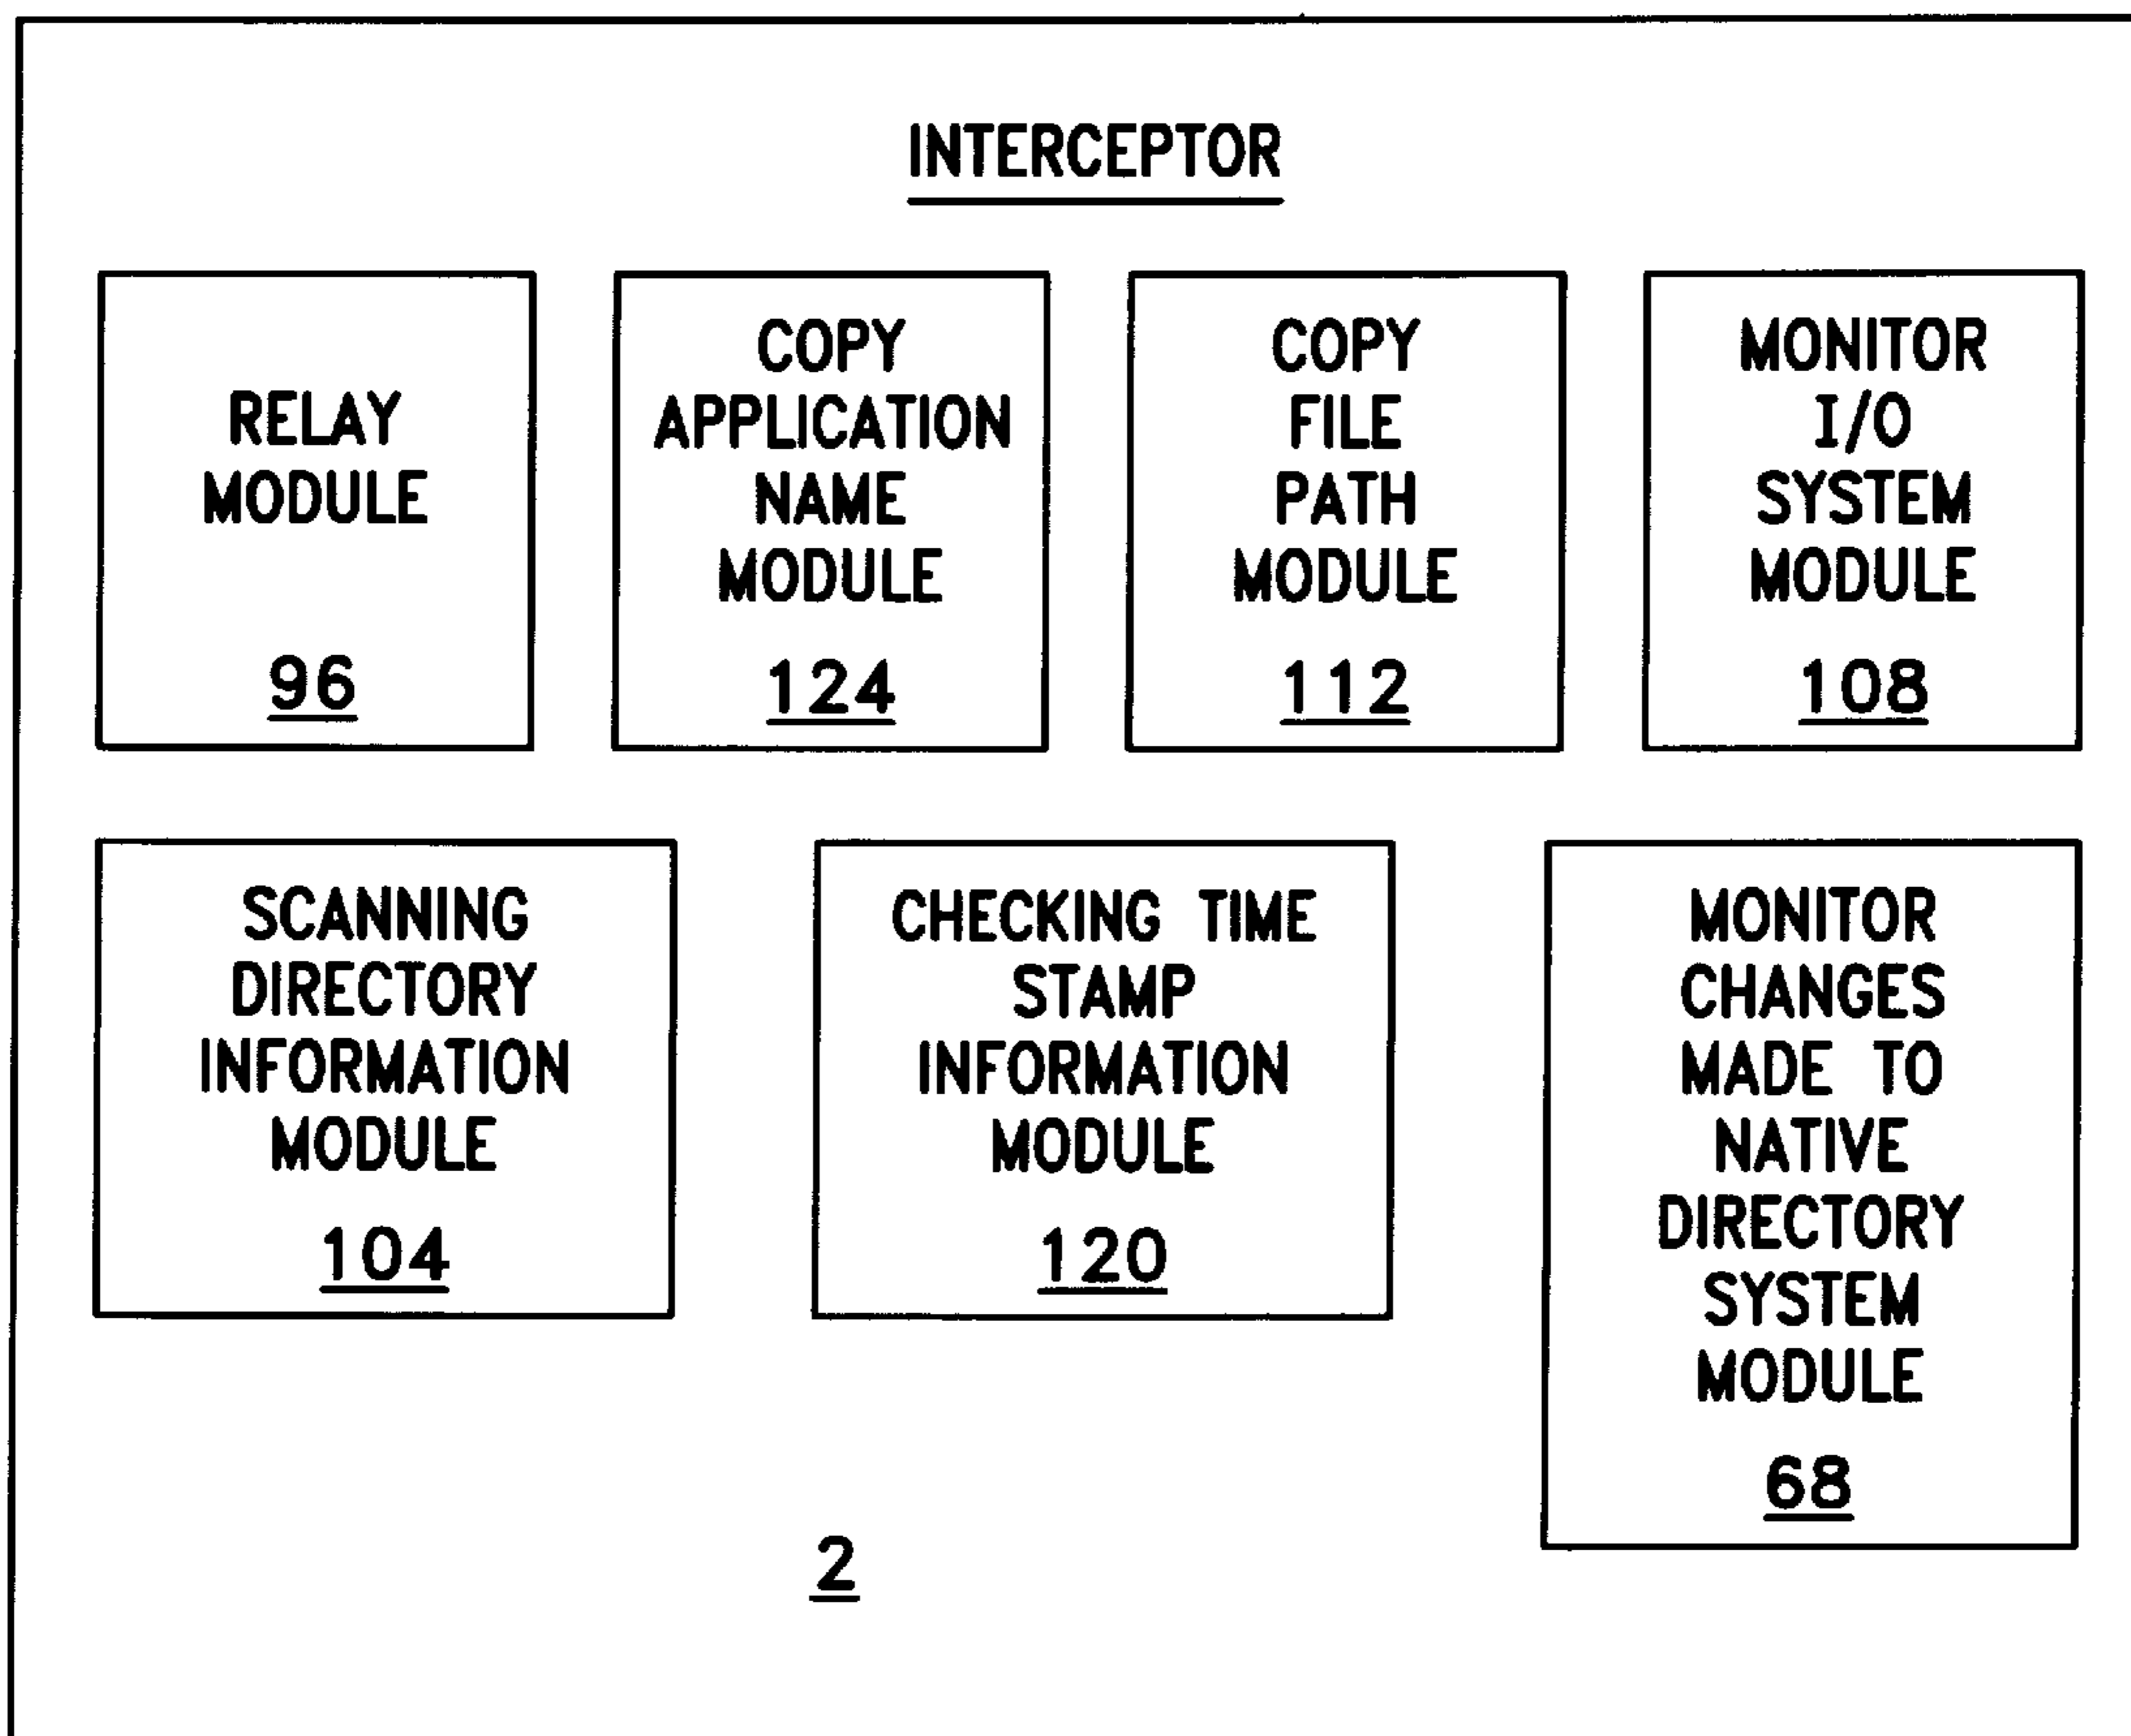 INTERCEPTOR
RELAY
MODULE
96
COPY
APPLICATION
NAME
MODULE
124
COPY
FILE
PATH
MODULE
112
MONITOR
I/O
SYSTEM
MODULE
108
SCANNING
DIRECTORY
INFORMATION
MODULE
104
CHECKING TIME
STAMP
INFORMATION
MODULE
120
MONITOR
CHANGES
MADE TO
NATIVE
DIRECTORY
SYSTEM
MODULE
68
2